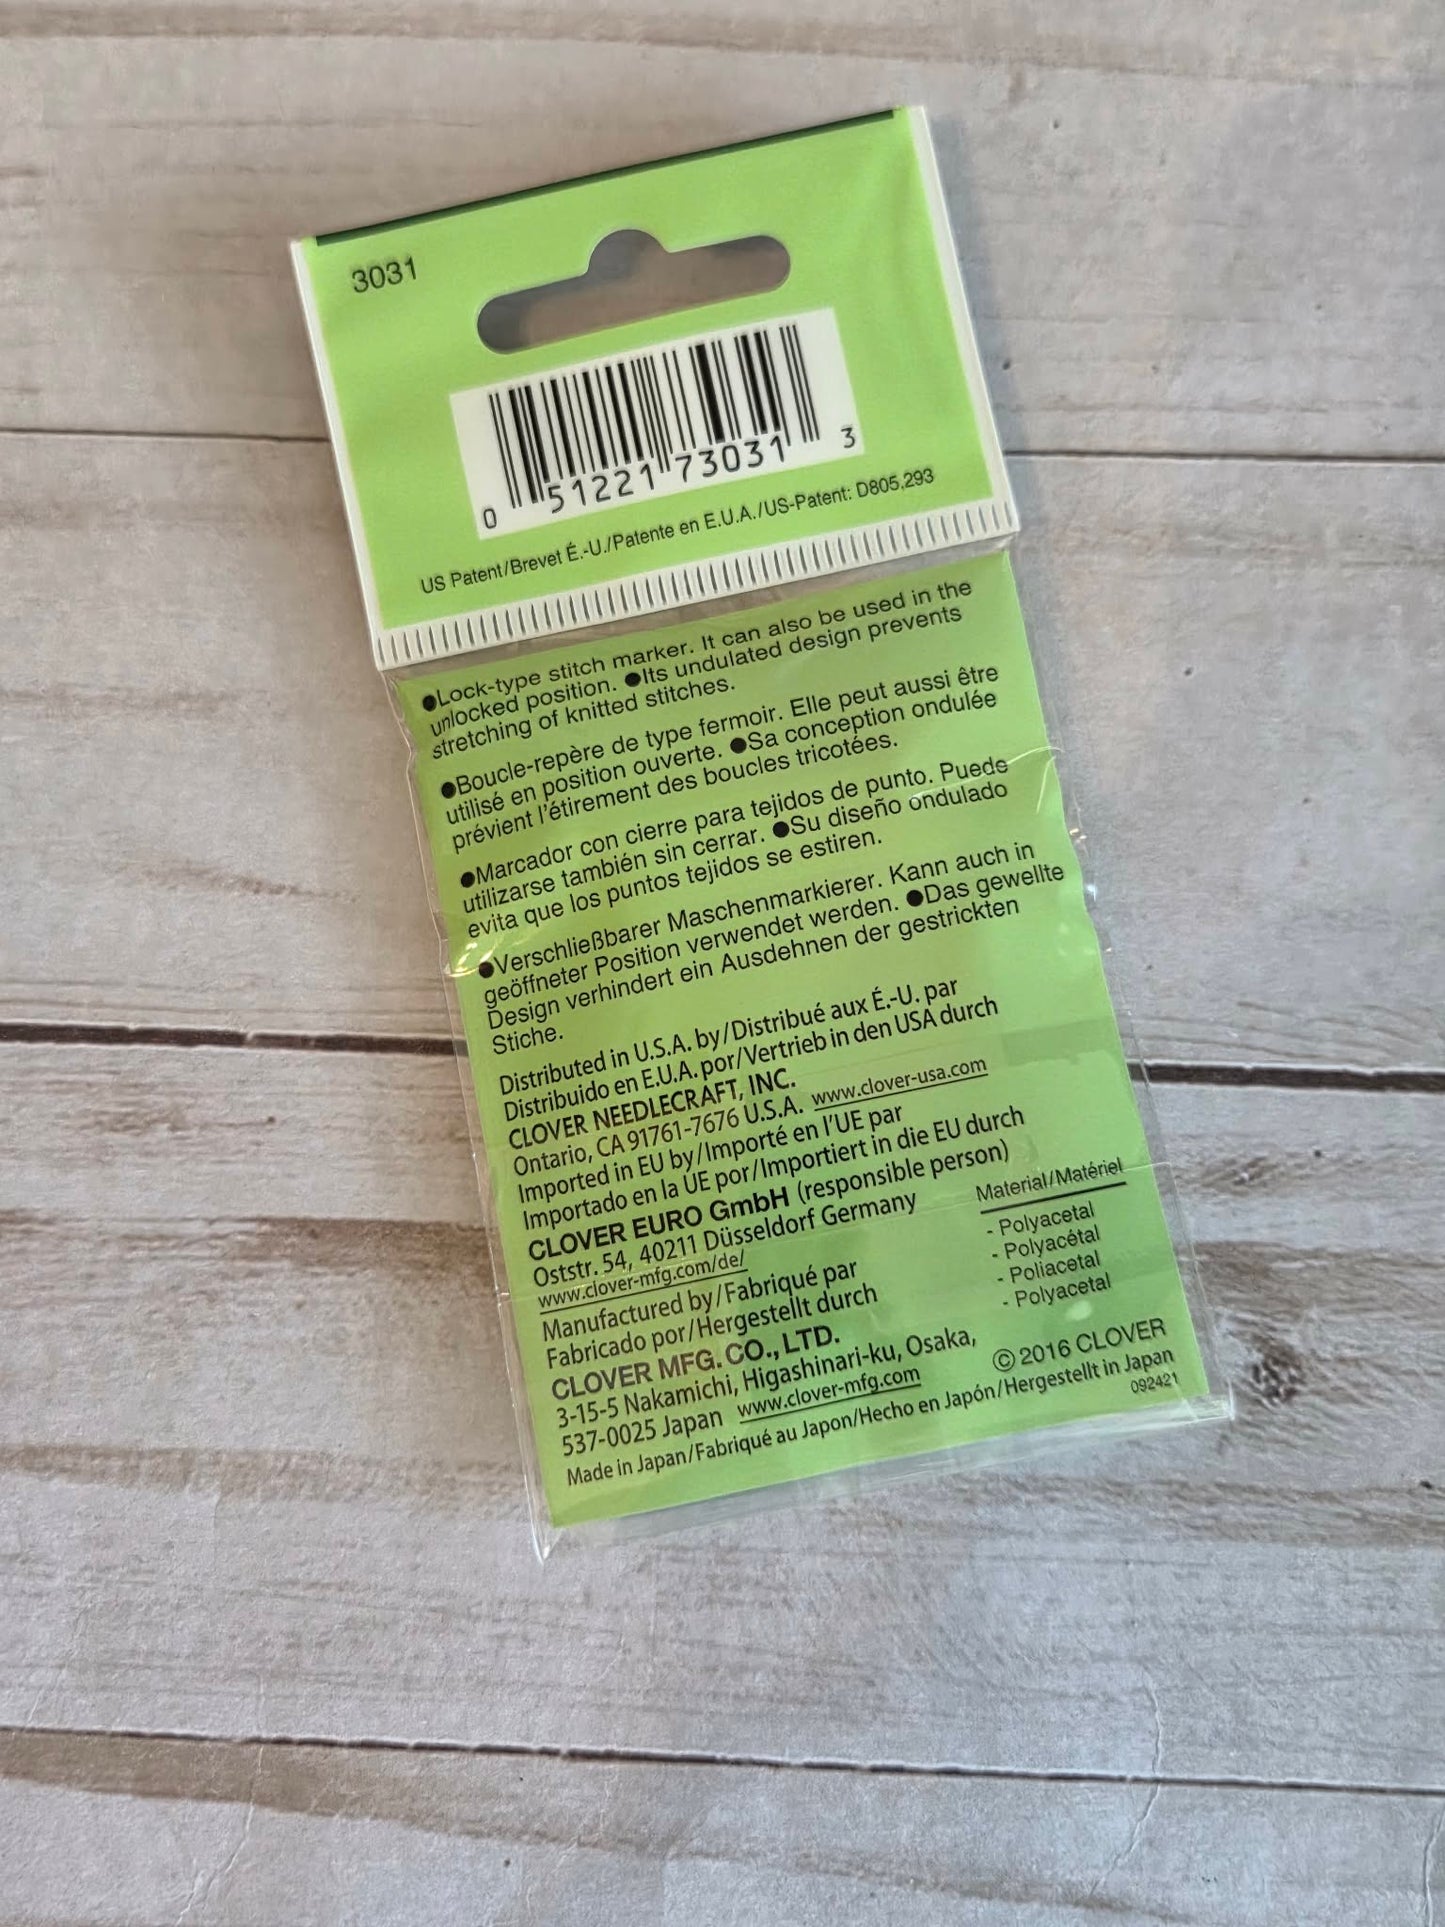 3031
0 51221 73031 3
US Patent/Brevet É.-U./Patente en E.U.A./US-Patent: D805,293
●Lock-type stitch marker. It can also be used in the
unlocked position. ●Its undulated design prevents
stretching of knitted stitches.
●Boucle-repère de type fermoir. Elle peut aussi être
utilisé en position ouverte. ●Sa conception ondulée
prévient l'étirement des boucles tricotées.
●Marcador con cierre para tejidos de punto. Puede
utilizarse también sin cerrar. ●Su diseño ondulado
evita que los puntos tejidos se estiren.
●Verschließbarer Maschenmarkierer. Kann auch in
geöffneter Position verwendet werden. ●Das gewellte
Design verhindert ein Ausdehnen der gestrickten
Stiche.
Distributed in U.S.A. by/Distribué aux É.-U. par
Distribuido en E.U.A. por/Vertrieb in den USA durch
CLOVER NEEDLECRAFT, INC.
Ontario, CA 91761-7676 U.S.A. www.clover-usa.com
Imported in EU by/Importé en l'UE par
Importado en la UE por/Importiert in die EU durch
CLOVER EURO GmbH (responsible person)
Oststr. 54, 40211 Düsseldorf Germany
www.clover-mfg.com/de/
Manufactured by/Fabriqué par
Fabricado por/Hergestellt durch
CLOVER MFG. CO., LTD.
3-15-5 Nakamichi, Higashinari-ku, Osaka,
537-0025 Japan www.clover-mfg.com
Material/Matériel
- Polyacetal
- Polyacétal
- Poliacetal
- Polyacetal
© 2016 CLOVER
Made in Japan/Fabriqué au Japon/Hecho en Japón/Hergestellt in Japan
092421